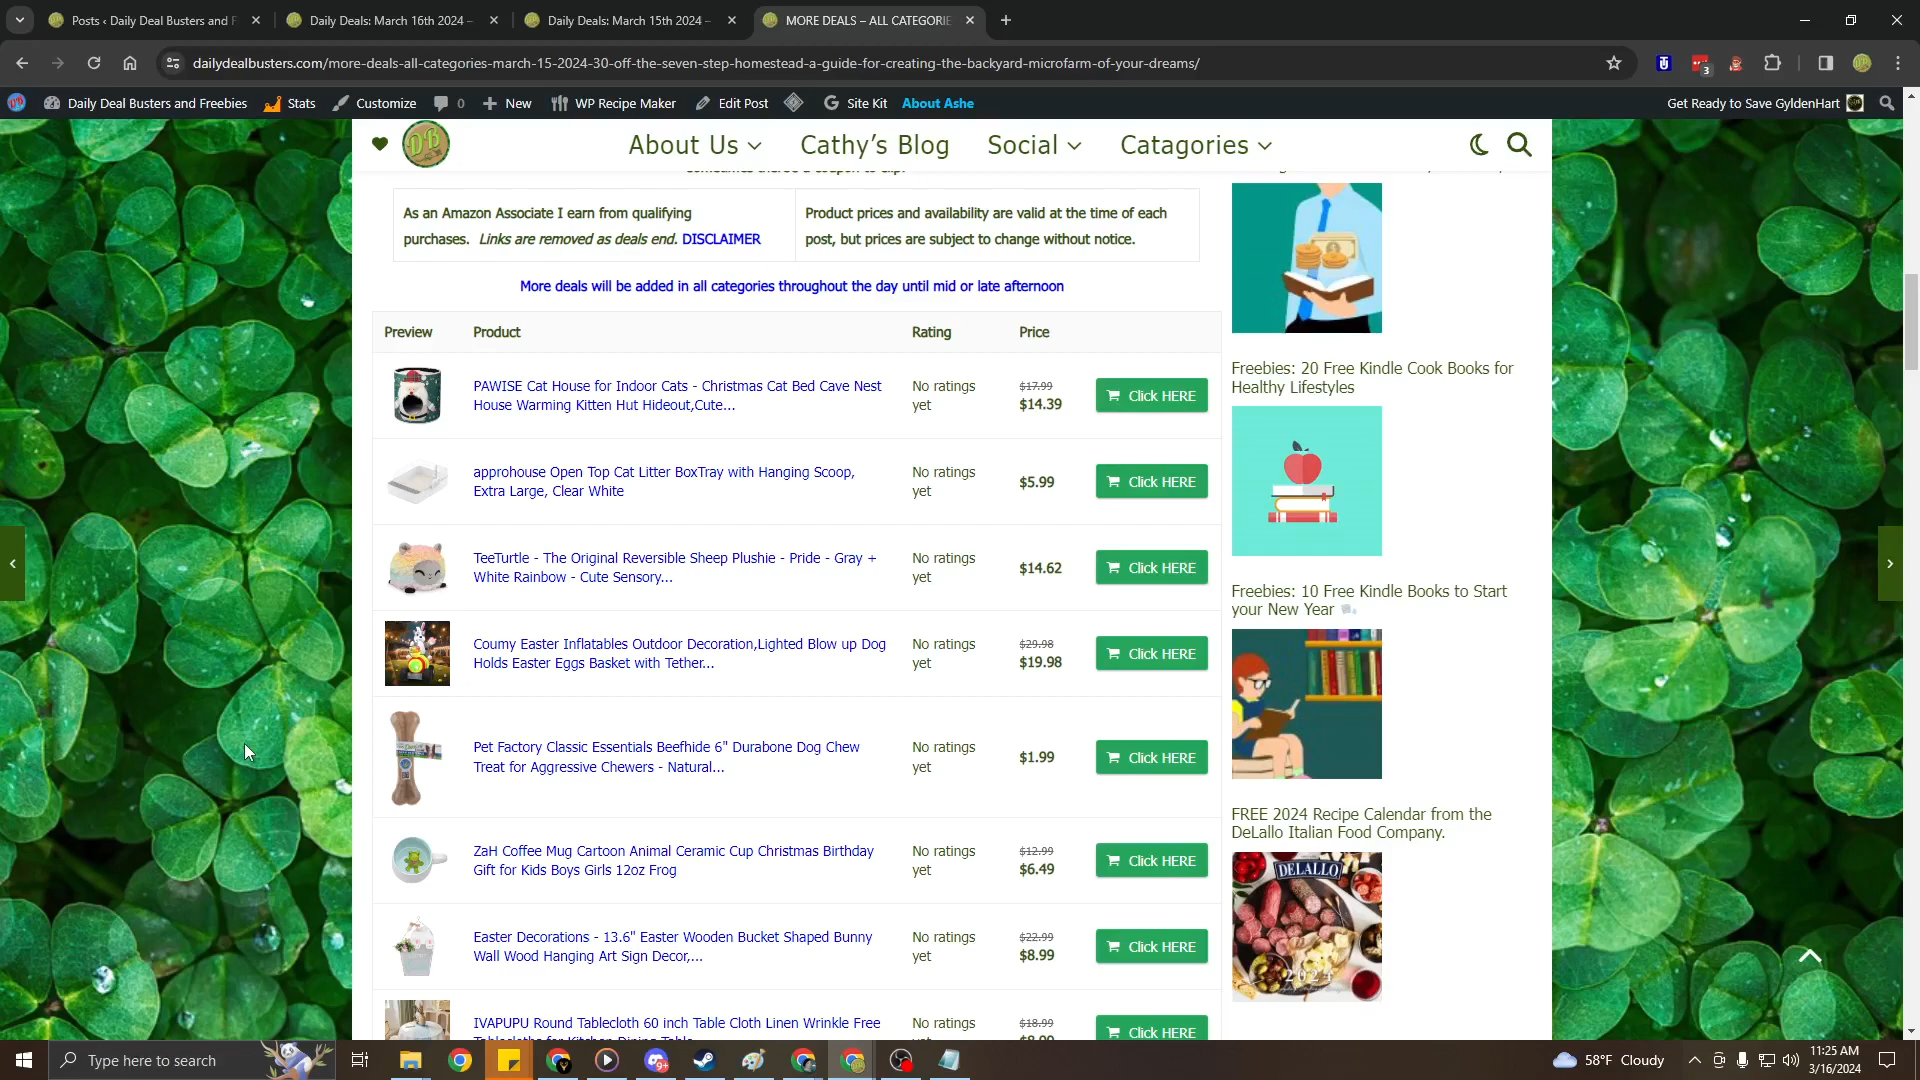 Posts ‹ Daily Deal Busters and F
Daily Deals: March 16th 2024 –
Daily Deals: March 15th 2024 –
MORE DEALS – ALL CATEGORIE
dailydealbusters.com/more-deals-all-categories-march-15-2024-30-off-the-seven-step-homestead-a-guide-for-creating-the-backyard-microfarm-of-your-dreams/
3
Daily Deal Busters and Freebies
Stats
Customize
0
New
WP Recipe Maker
Edit Post
Site Kit
About Ashe
Get Ready to Save GyldenHart
DB
About Us
Cathy's Blog
Social
Catagories
As an Amazon Associate I earn from qualifying
purchases. Links are removed as deals end. DISCLAIMER
Product prices and availability are valid at the time of each
post, but prices are subject to change without notice.
More deals will be added in all categories throughout the day until mid or late afternoon
Preview Product Rating Price
PAWISE Cat House for Indoor Cats - Christmas Cat Bed Cave Nest
House Warming Kitten Hut Hideout,Cute...
No ratings
yet
$17.99
$14.39
Click HERE
approhouse Open Top Cat Litter BoxTray with Hanging Scoop,
Extra Large, Clear White
No ratings
yet
$5.99
Click HERE
TeeTurtle - The Original Reversible Sheep Plushie - Pride - Gray +
White Rainbow - Cute Sensory...
No ratings
yet
$14.62
Click HERE
Coumy Easter Inflatables Outdoor Decoration,Lighted Blow up Dog
Holds Easter Eggs Basket with Tether...
No ratings
yet
$29.98
$19.98
Click HERE
Pet Factory Classic Essentials Beefhide 6" Durabone Dog Chew
Treat for Aggressive Chewers - Natural...
No ratings
yet
$1.99
Click HERE
ZaH Coffee Mug Cartoon Animal Ceramic Cup Christmas Birthday
Gift for Kids Boys Girls 12oz Frog
No ratings
yet
$12.99
$6.49
Click HERE
Easter Decorations - 13.6" Easter Wooden Bucket Shaped Bunny
Wall Wood Hanging Art Sign Decor,...
No ratings
yet
$22.99
$8.99
Click HERE
IVAPUPU Round Tablecloth 60 inch Table Cloth Linen Wrinkle Free
No ratings
$18.99
Click HERE
Freebies: 20 Free Kindle Cook Books for
Healthy Lifestyles
Freebies: 10 Free Kindle Books to Start
your New Year
FREE 2024 Recipe Calendar from the
DeLallo Italian Food Company.
DELALLO
2024
Type here to search
9+
58°F Cloudy
11:25 AM
3/16/2024